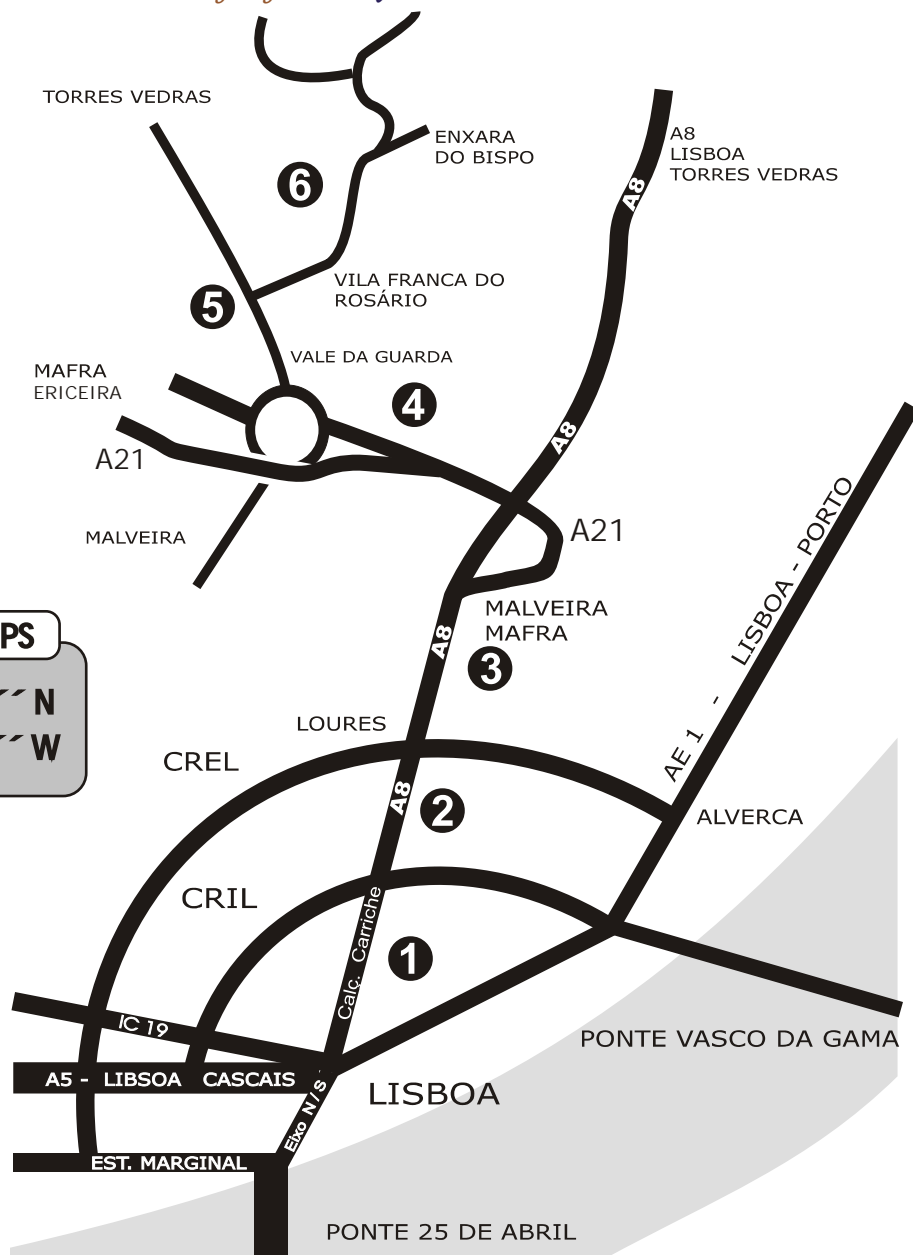 TORRES VEDRAS
ENXARA
DO BISPO
A8
LISBOA
TORRES VEDRAS
A8
6
VILA FRANCA DO
ROSÁRIO
5
VALE DA GUARDA
MAFRA
ERICEIRA
4
A8
A21
LISBOA - PORTO
A21
MALVEIRA
MALVEIRA
MAFRA
PS
A8
3
´´ N
´´ W
LOURES
CREL
AE 1 -
A8
2
ALVERCA
CRIL
Calç. Carriche
1
IC 19
PONTE VASCO DA GAMA
A5 - LIBSOA CASCAIS
LISBOA
Eixo N / S
EST. MARGINAL
PONTE 25 DE ABRIL